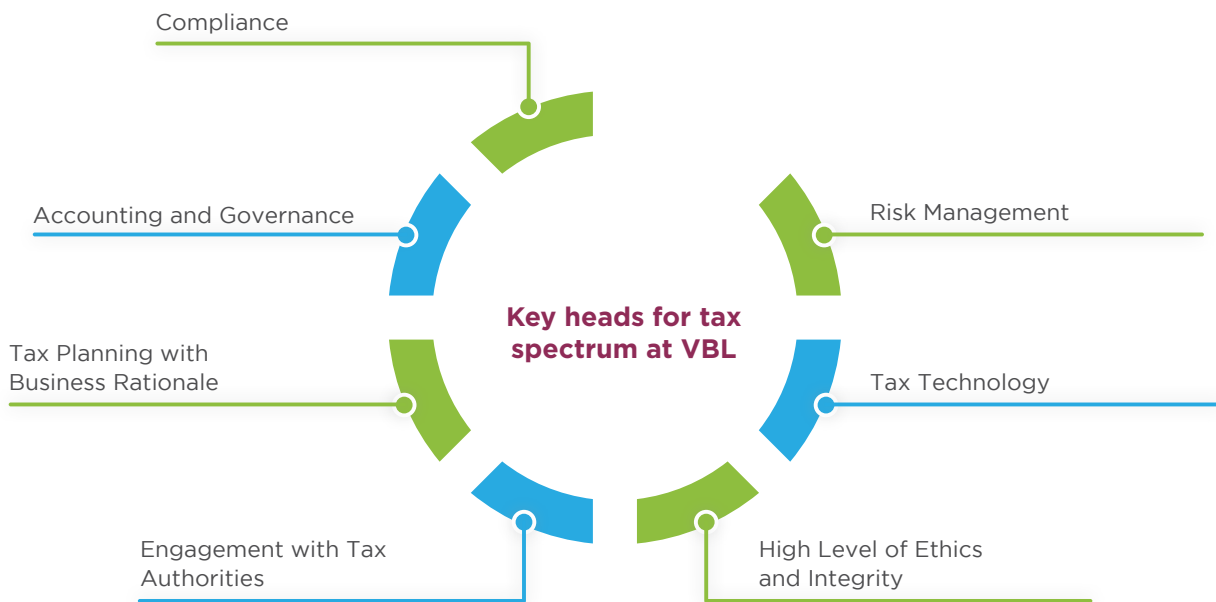 Compliance
Accounting and Governance
Risk Management
Key heads for tax
spectrum at VBL
Tax Planning with
Business Rationale
Tax Technology
Engagement with Tax
Authorities
High Level of Ethics
and Integrity